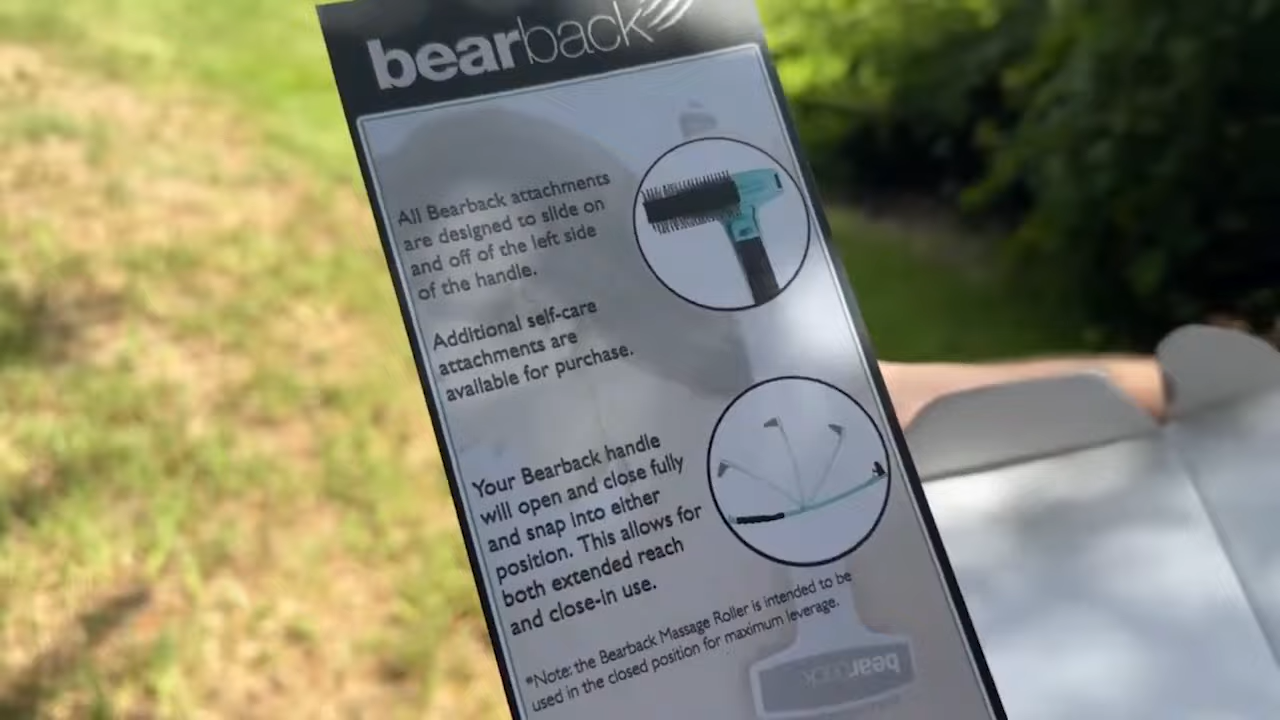 bearback
All Bearback attachments
are designed to slide on
and off of the left side
of the handle.
Additional self-care
attachments are
available for purchase.
Your Bearback handle
will open and close fully
and snap into either
position. This allows for
both extended reach
and close-in use.
*Note: the Bearback Massage Roller is intended to be
used in the closed position for maximum leverage.
bearback